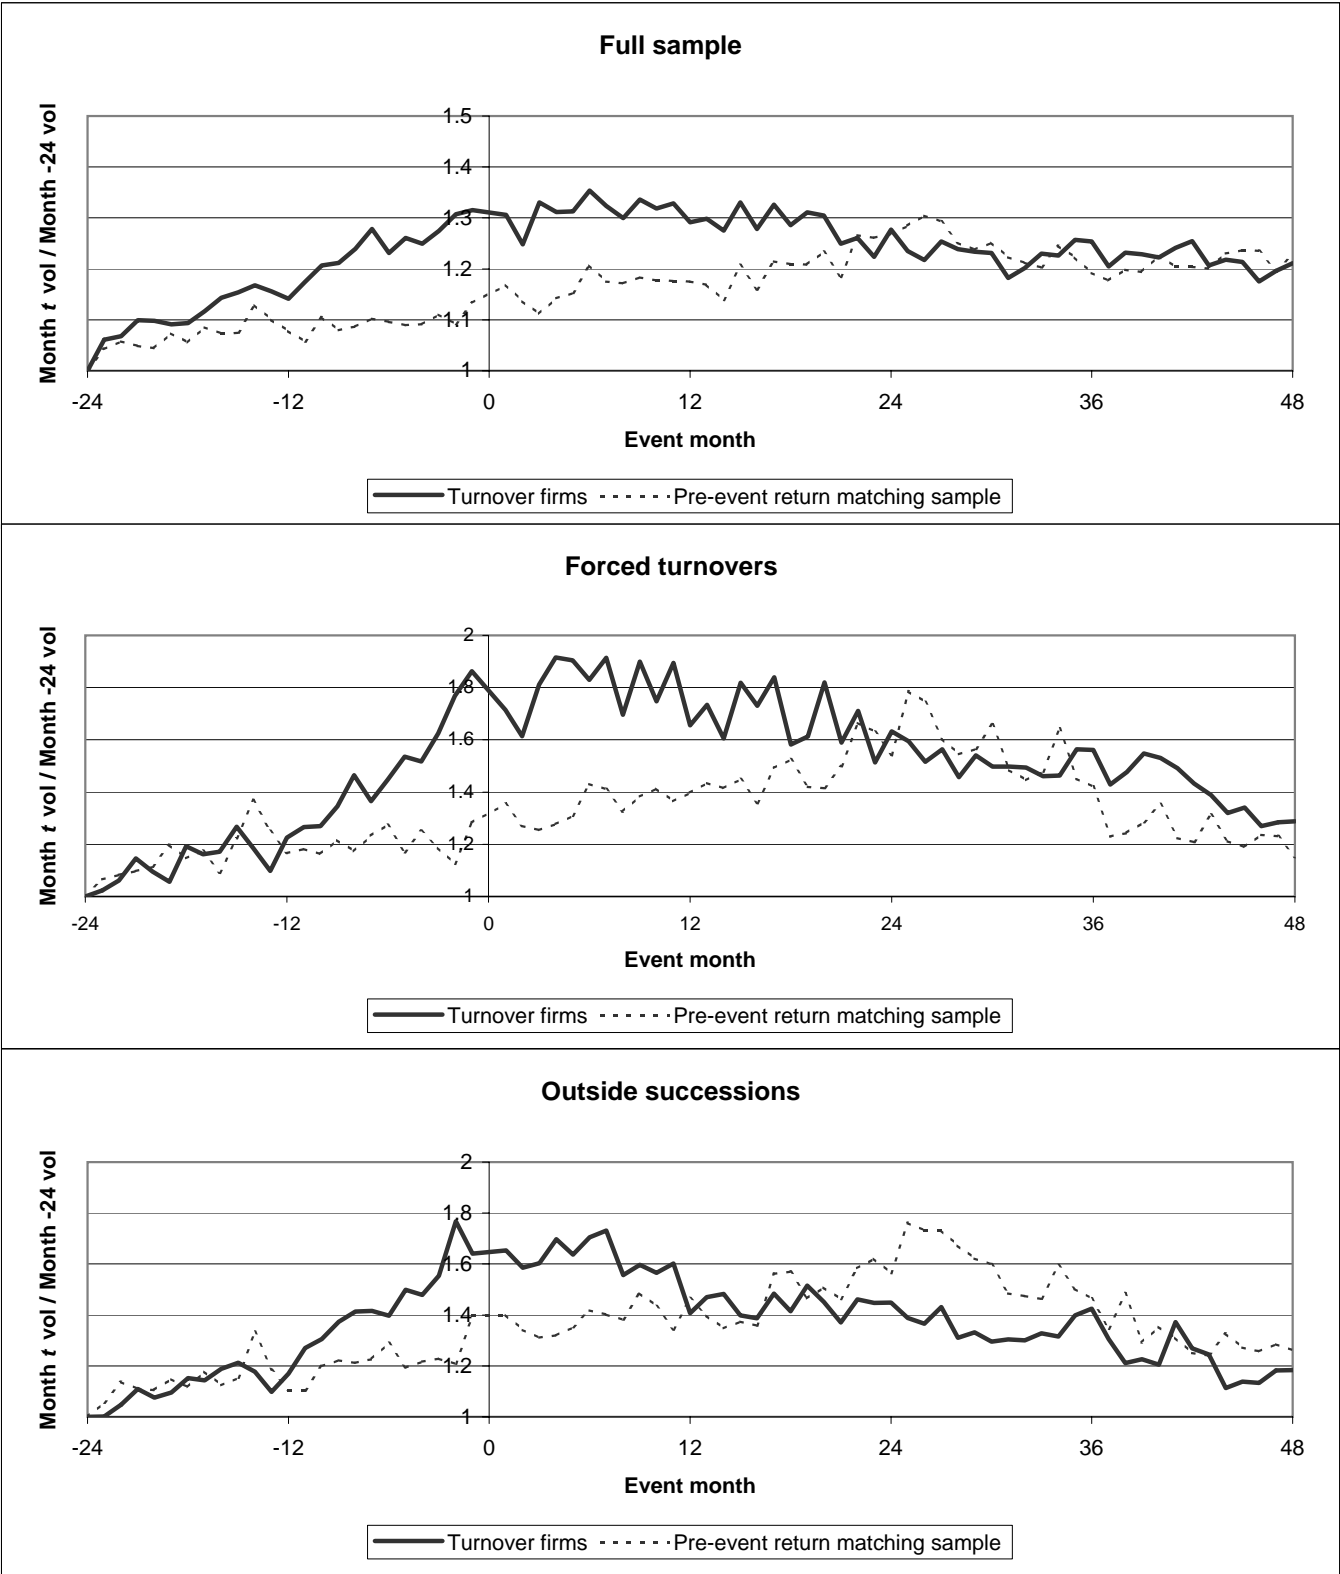 Full sample
Month t vol / Month -24 vol
1.5
1.4
1.3
1.2
1.1
1
-24 -12 0 12 24 36 48
Event month
Turnover firms Pre-event return matching sample
Forced turnovers
Month t vol / Month -24 vol
2
1.8
1.6
1.4
1.2
1
-24 -12 0 12 24 36 48
Event month
Turnover firms Pre-event return matching sample
Outside successions
Month t vol / Month -24 vol
2
1.8
1.6
1.4
1.2
1
-24 -12 0 12 24 36 48
Event month
Turnover firms Pre-event return matching sample